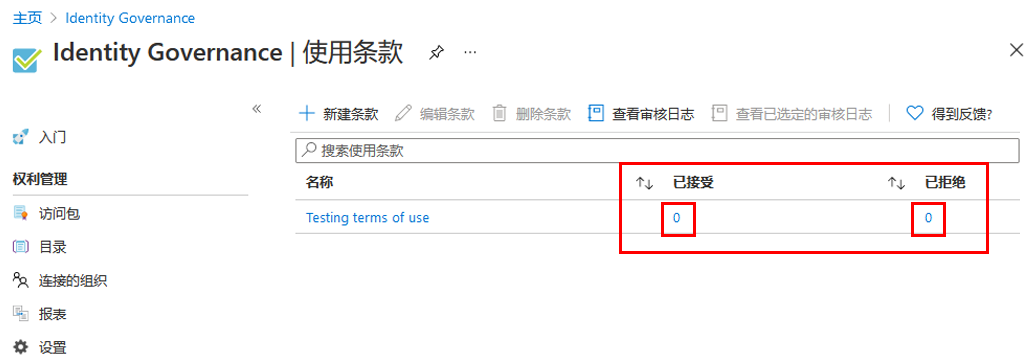 主页 > Identity Governance
Identity Governance | 使用条款 ...
«
+ 新建条款 编辑条款 删除条款 查看审核日志 查看已选定的审核日志 得到反馈?
入门
搜索使用条款
权利管理
名称 ↑↓ 已接受 ↑↓ 已拒绝
访问包
Testing terms of use 0 0
目录
连接的组织
报表
设置